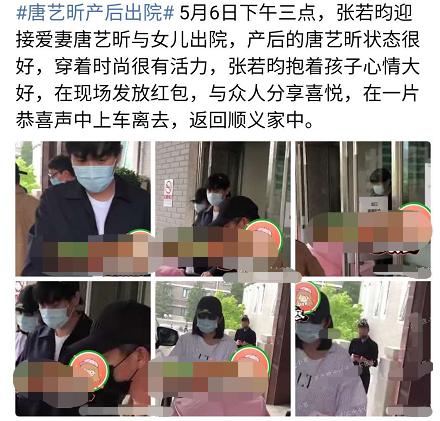 #唐艺昕产后出院# 5月6日下午三点，张若昀迎
接爱妻唐艺昕与女儿出院，产后的唐艺昕状态很
好，穿着时尚很有活力，张若昀抱着孩子心情大
好，在现场发放红包，与众人分享喜悦，在一片
恭喜声中上车离去，返回顺义家中。